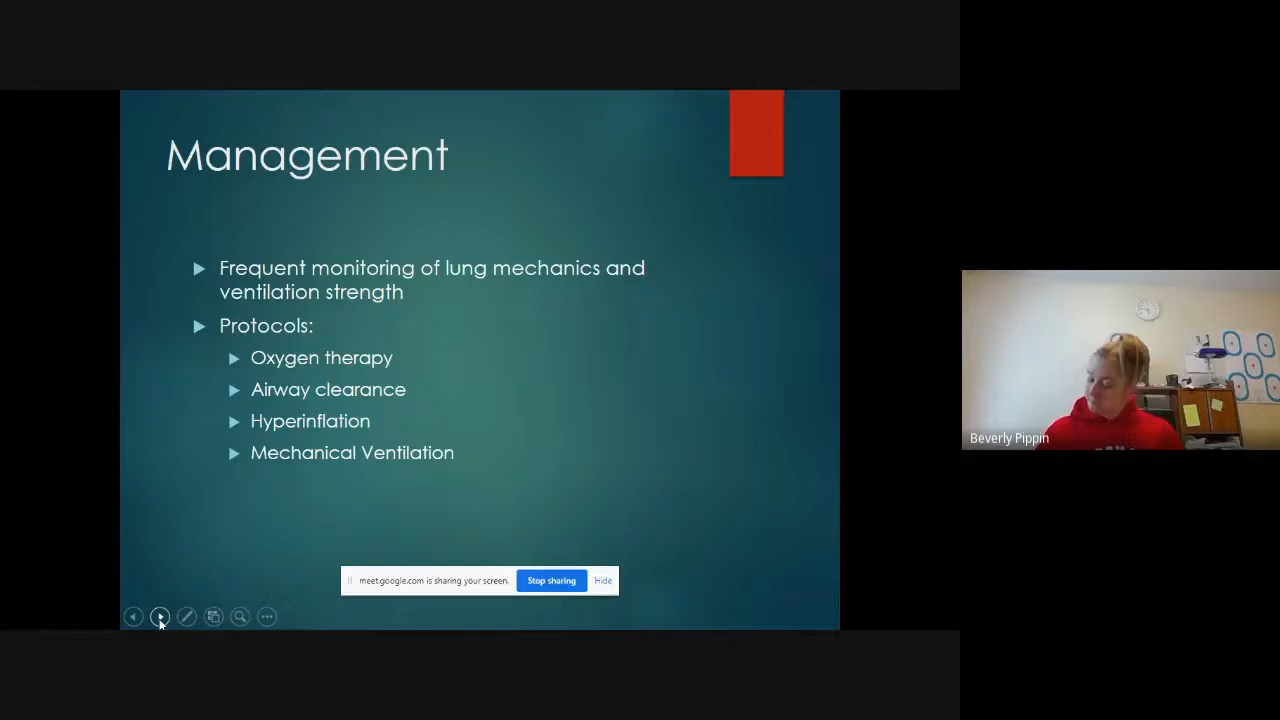 Management
Frequent monitoring of lung mechanics and
ventilation strength
Protocols:
Oxygen therapy
Airway clearance
Hyperinflation
Mechanical Ventilation
meet.google.com is sharing your screen.
Stop sharing
Hide
Beverly Pippin